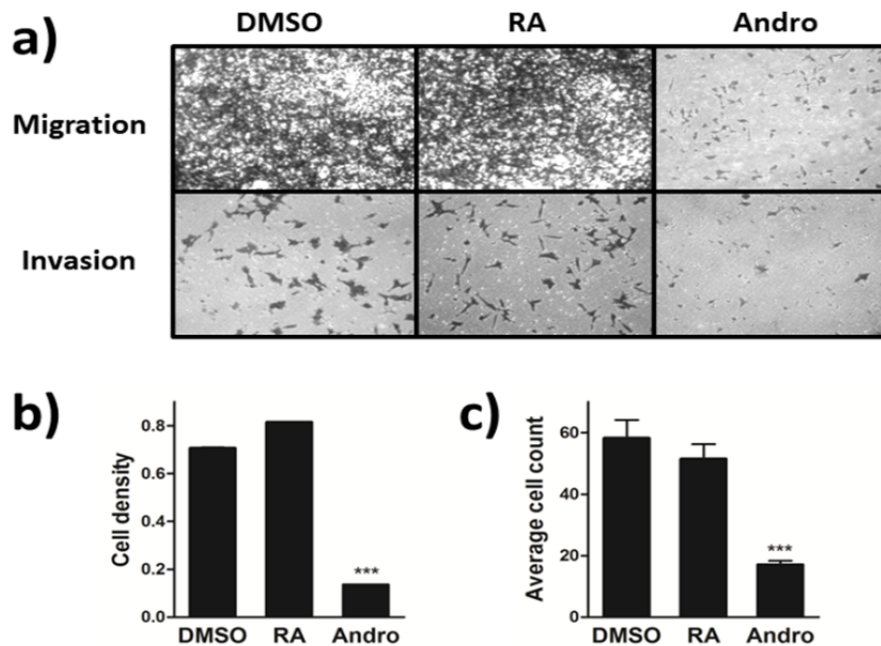 a)
DMSO RA Andro
Migration
Invasion
b)
Cell density
0.8
0.6
0.4
0.2
0.0
***
DMSO RA Andro
c)
Average cell count
60
40
20
0
***
DMSO RA Andro